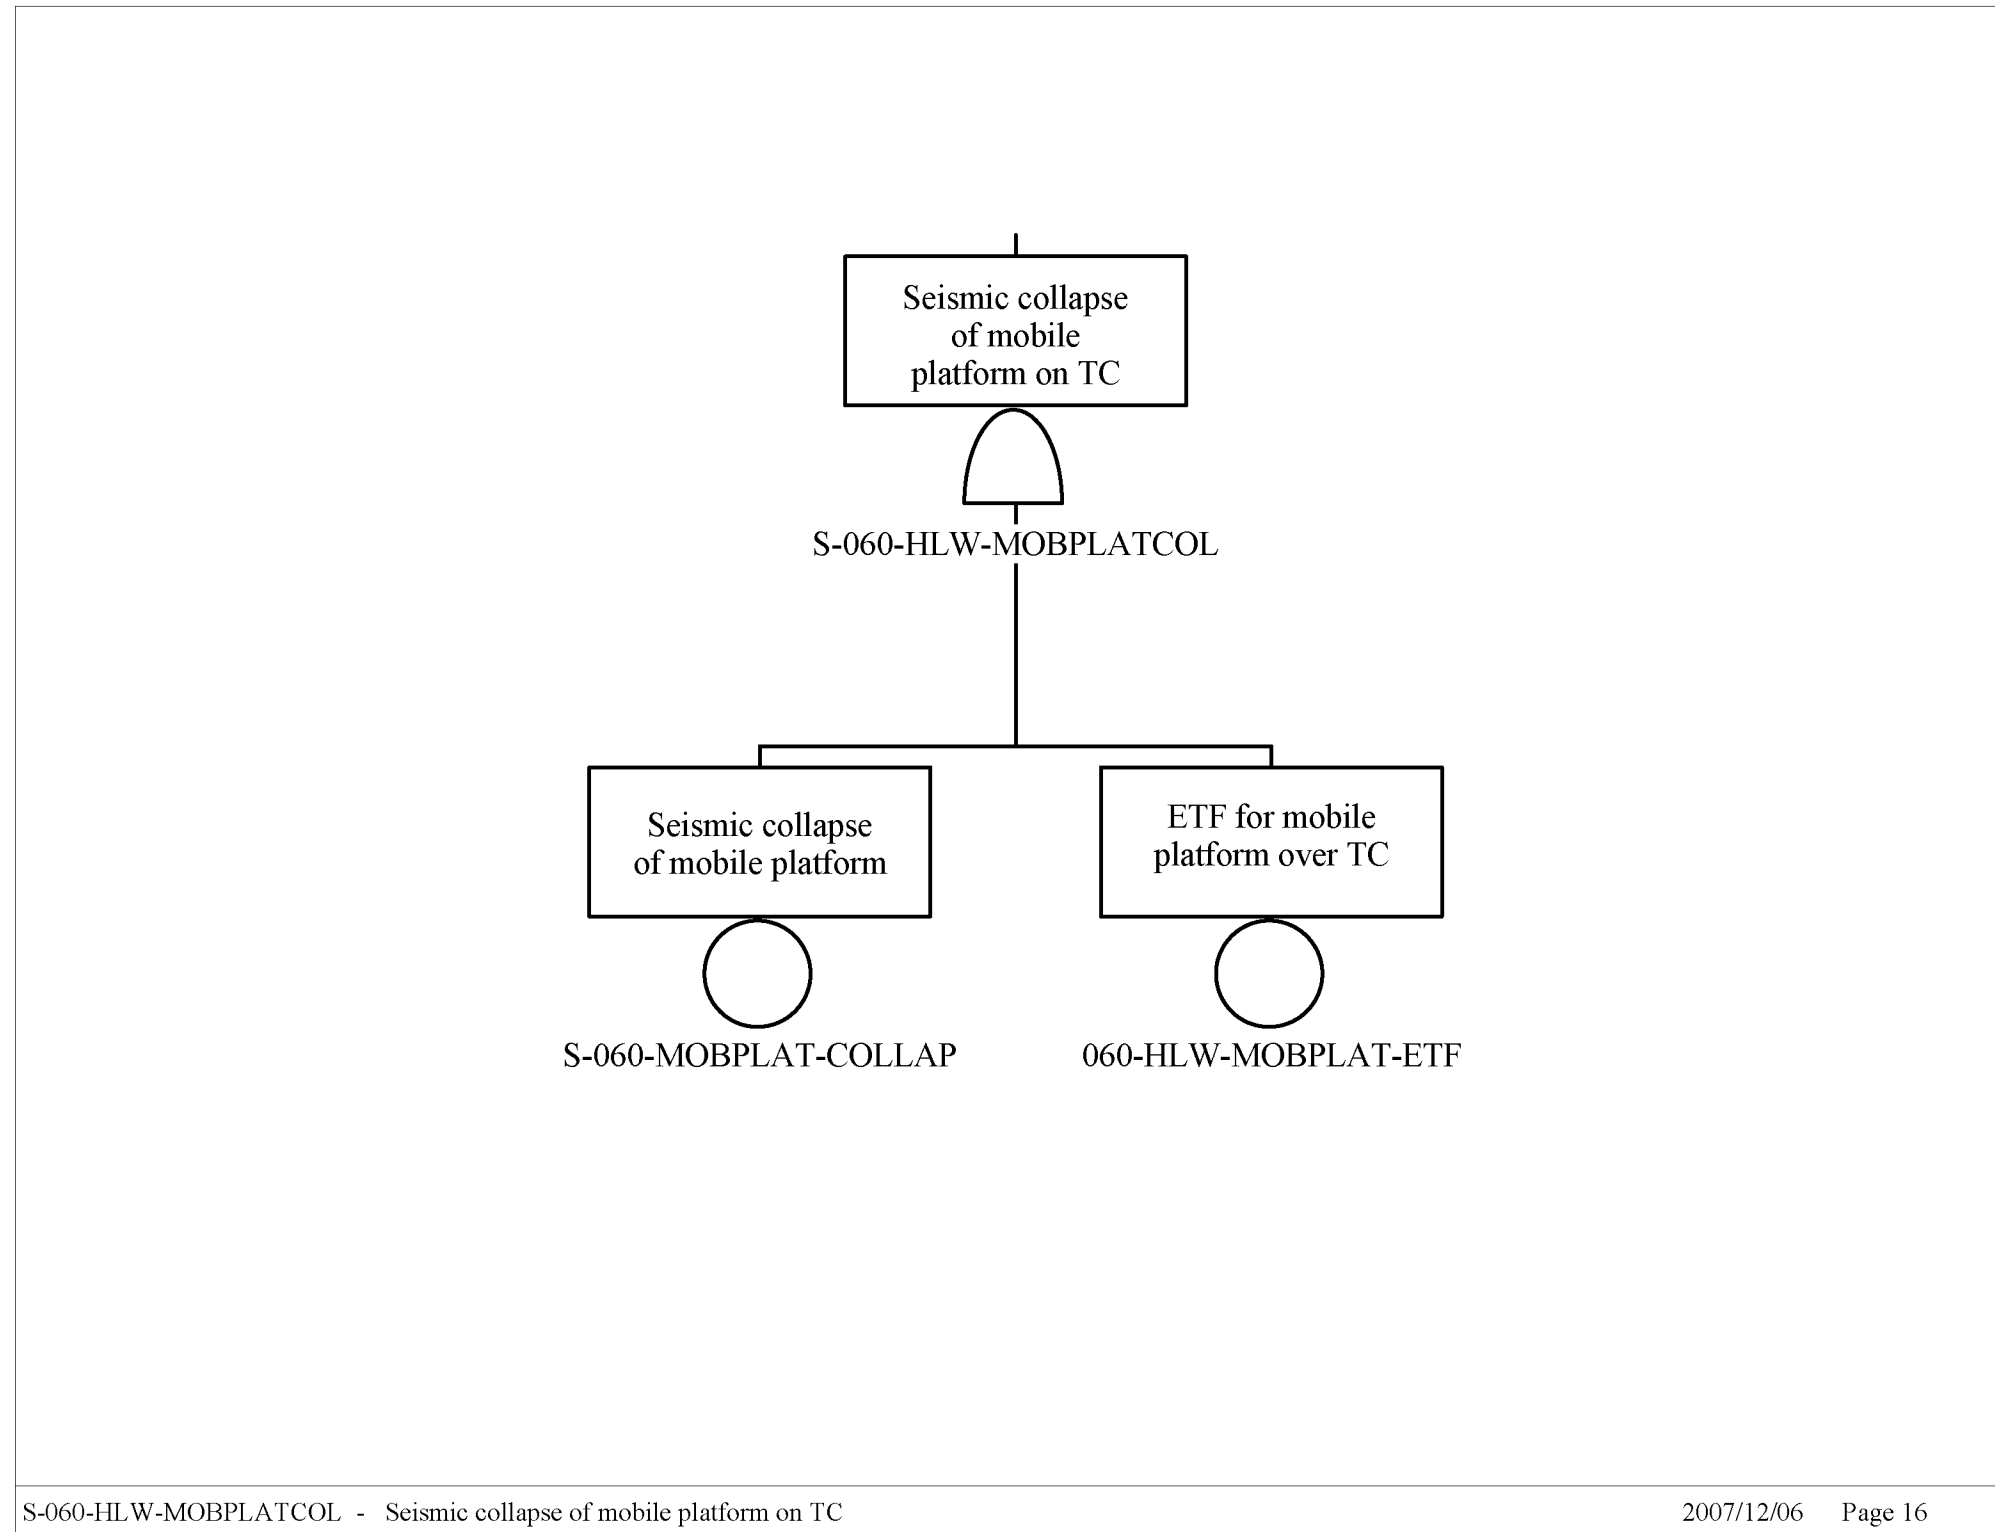 Seismic collapse
of mobile
platform on TC
S-060-HLW-MOBPLATCOL
Seismic collapse
of mobile platform
S-060-MOBPLAT-COLLAP
ETF for mobile
platform over TC
060-HLW-MOBPLAT-ETF
S-060-HLW-MOBPLATCOL - Seismic collapse of mobile platform on TC
2007/12/06 Page 16